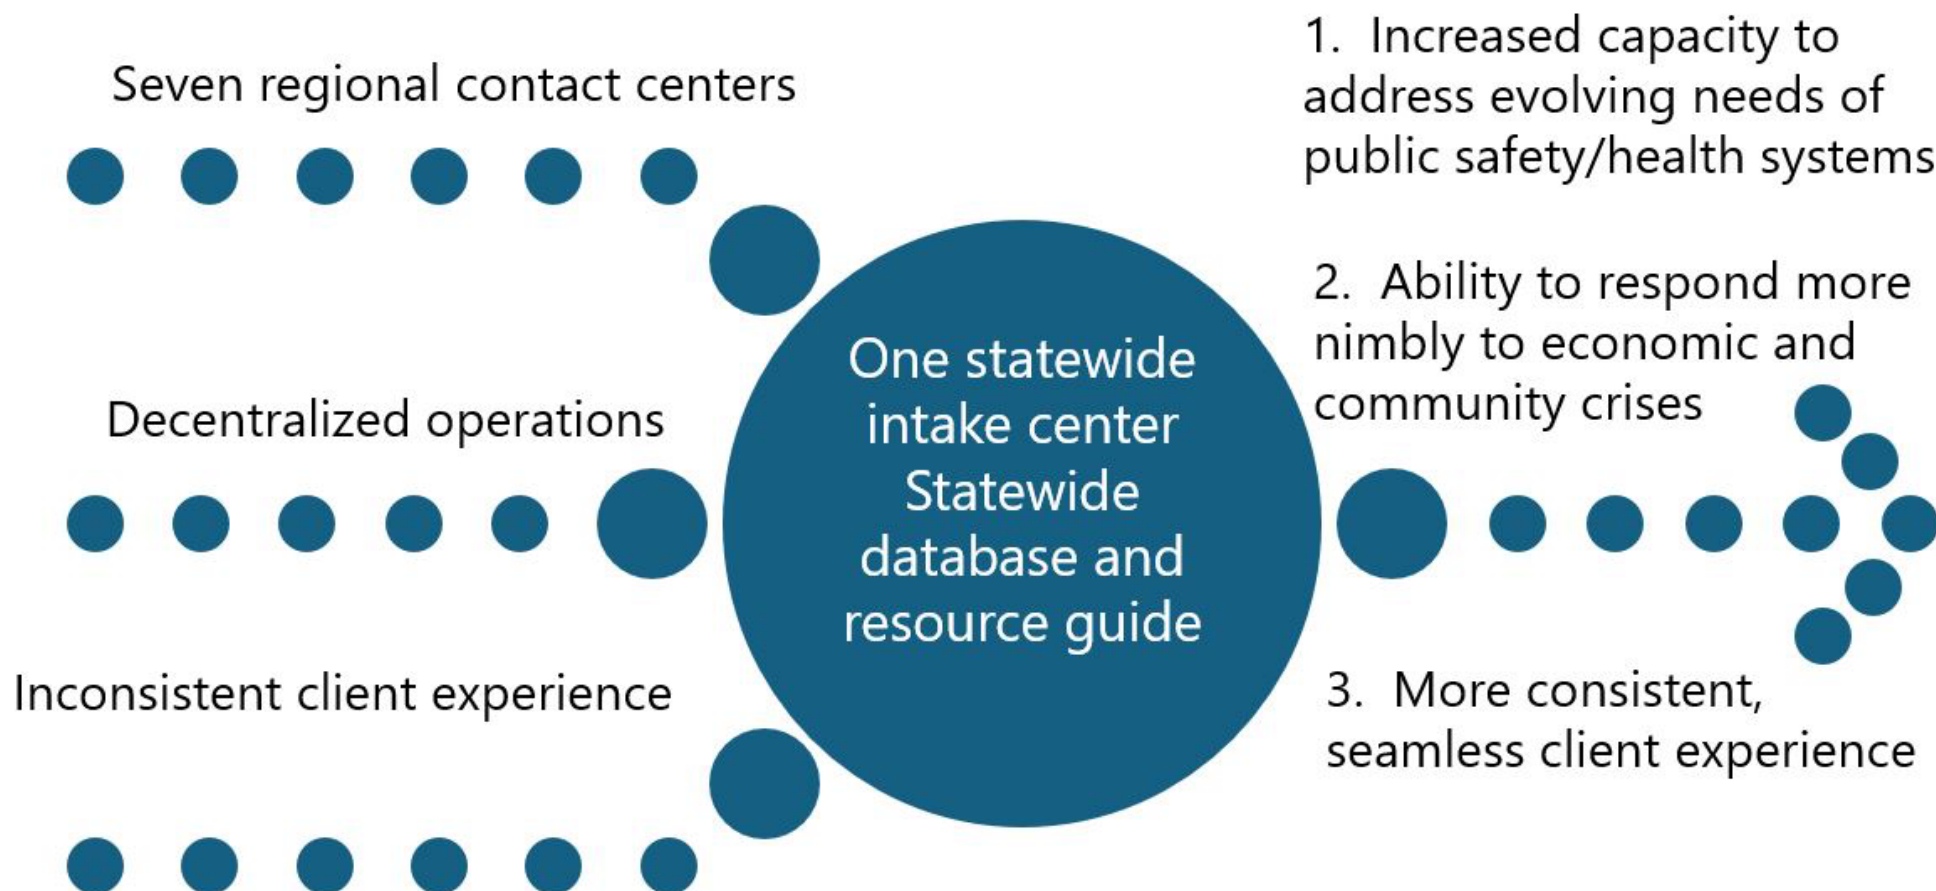 Seven regional contact centers
Decentralized operations
Inconsistent client experience
One statewide
intake center
Statewide
database and
resource guide
1.  Increased capacity to
address evolving needs of
public safety/health systems
2.  Ability to respond more
nimbly to economic and
community crises
3.  More consistent,
seamless client experience